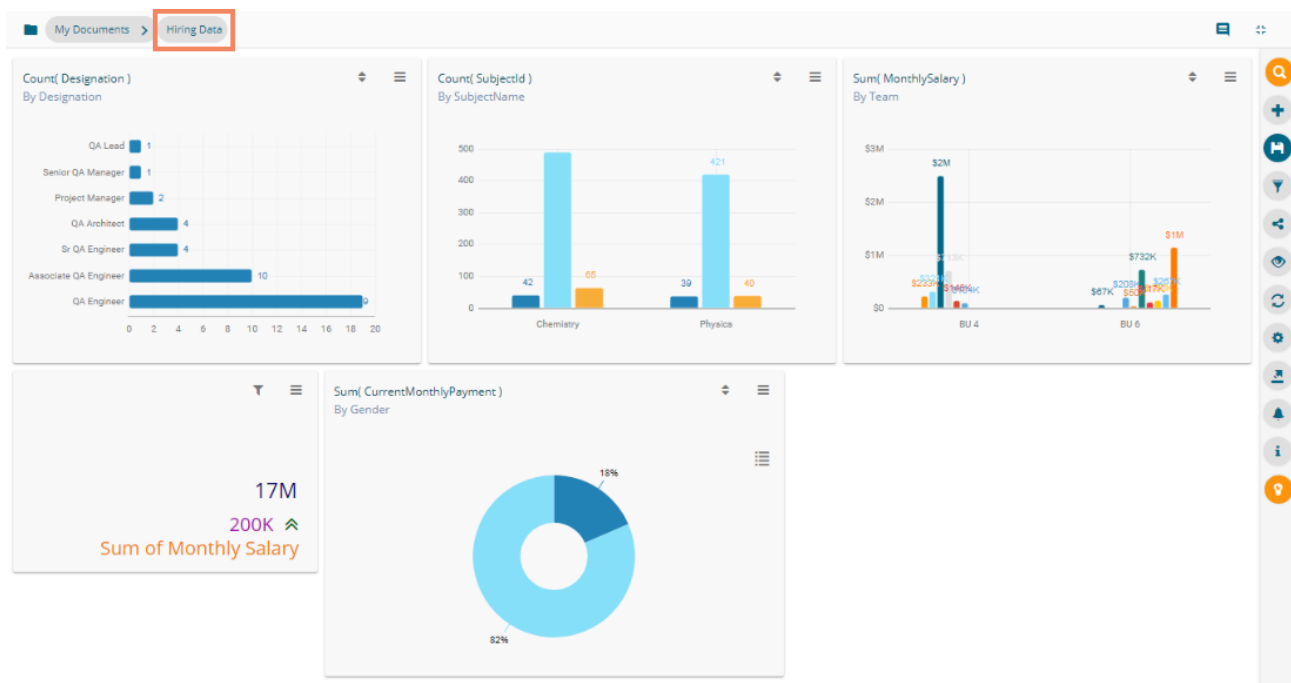 My Documents > Hiring Data
Count( Designation )
By Designation
QA Lead 1
Senior QA Manager 1
Project Manager 2
QA Architect 4
Sr QA Engineer 4
Associate QA Engineer 10
QA Engineer 9
0 2 4 6 8 10 12 14 16 18 20
Count( SubjectId )
By SubjectName
500
400
300
200
100
0
421
42
65
39
40
Chemistry
Physics
Sum( MonthlySalary )
By Team
$3M
$2M
$1M
$0
$2M
$233K
$1M
$732K
$67K
BU 4
BU 6
17M
200K
Sum of Monthly Salary
Sum( CurrentMonthlyPayment )
By Gender
18%
82%